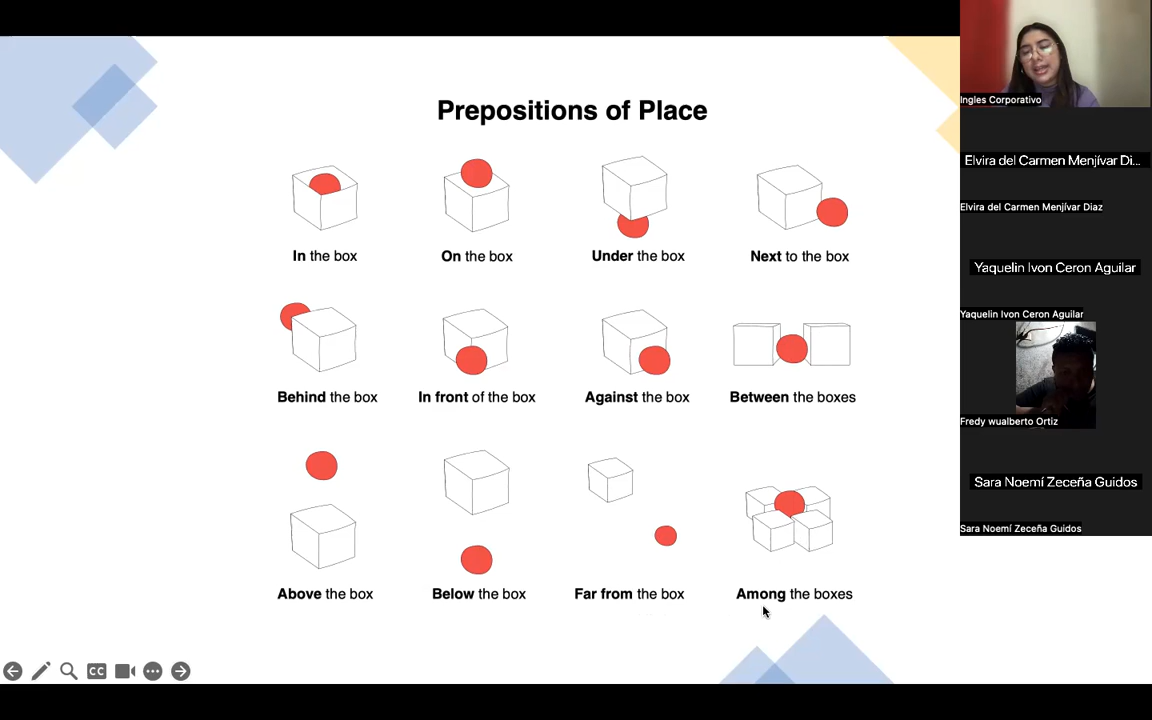 Prepositions of Place
In the box
On the box
Under the box
Next to the box
Behind the box
In front of the box
Against the box
Between the boxes
Above the box
Below the box
Far from the box
Among the boxes
CC
Ingles Corporativo
Elvira del Carmen Menjívar Di...
Elvira del Carmen Menjívar Diaz
Yaquelin Ivon Ceron Aguilar
Yaquelin Ivon Ceron Aguilar
Fredy wualberto Ortiz
Sara Noemí Zeceña Guidos
Sara Noemí Zeceña Guidos